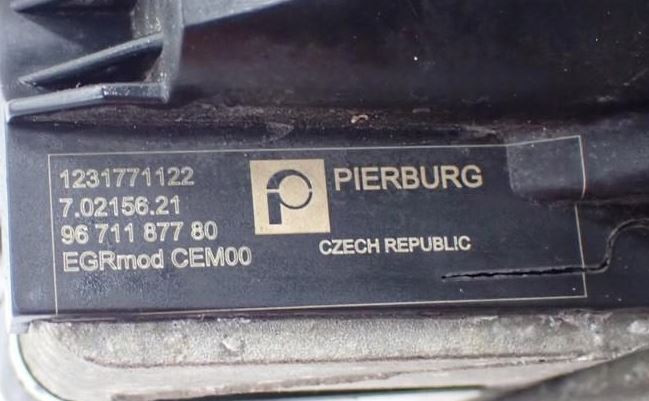 1231771122
7.02156.21
96 711 877 80
EGRmod CEM00
PIERBURG
CZECH REPUBLIC